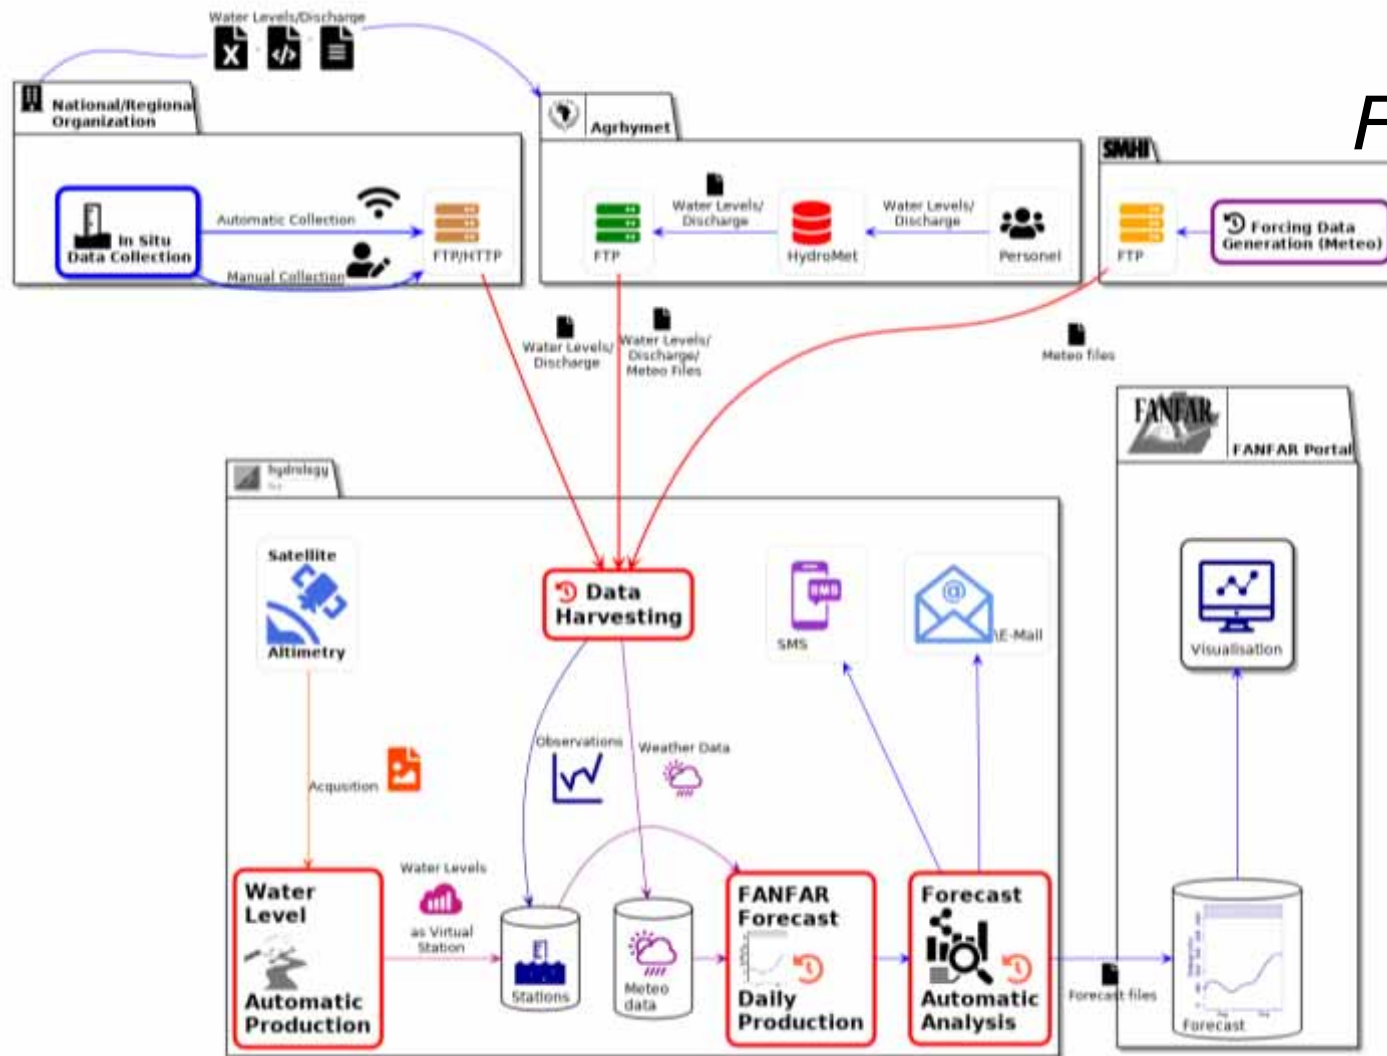 Water Levels/Discharge
X
</>
National/Regional
Organization
In Situ
Data Collection
Automatic Collection
Manual Collection
FTP/HTTP
Agrhymet
FTP
Water Levels/
Discharge
HydroMet
Water Levels/
Discharge
Personel
SMHI
F
FTP
Forcing Data
Generation (Meteo)
Water Levels/
Discharge
Water Levels/
Discharge/
Meteo Files
Meteo files
FANFAR
FANFAR Portal
hydrology
Satellite
Altimetry
Data
Harvesting
SMS
SMS
@
\E-Mail
Visualisation
Acqusition
Observations
Weather Data
Water
Level
Automatic
Production
Water Levels
as Virtual
Station
Stations
Meteo
data
FANFAR
Forecast
Daily
Production
Forecast
Automatic
Analysis
Forecast files
Forecast